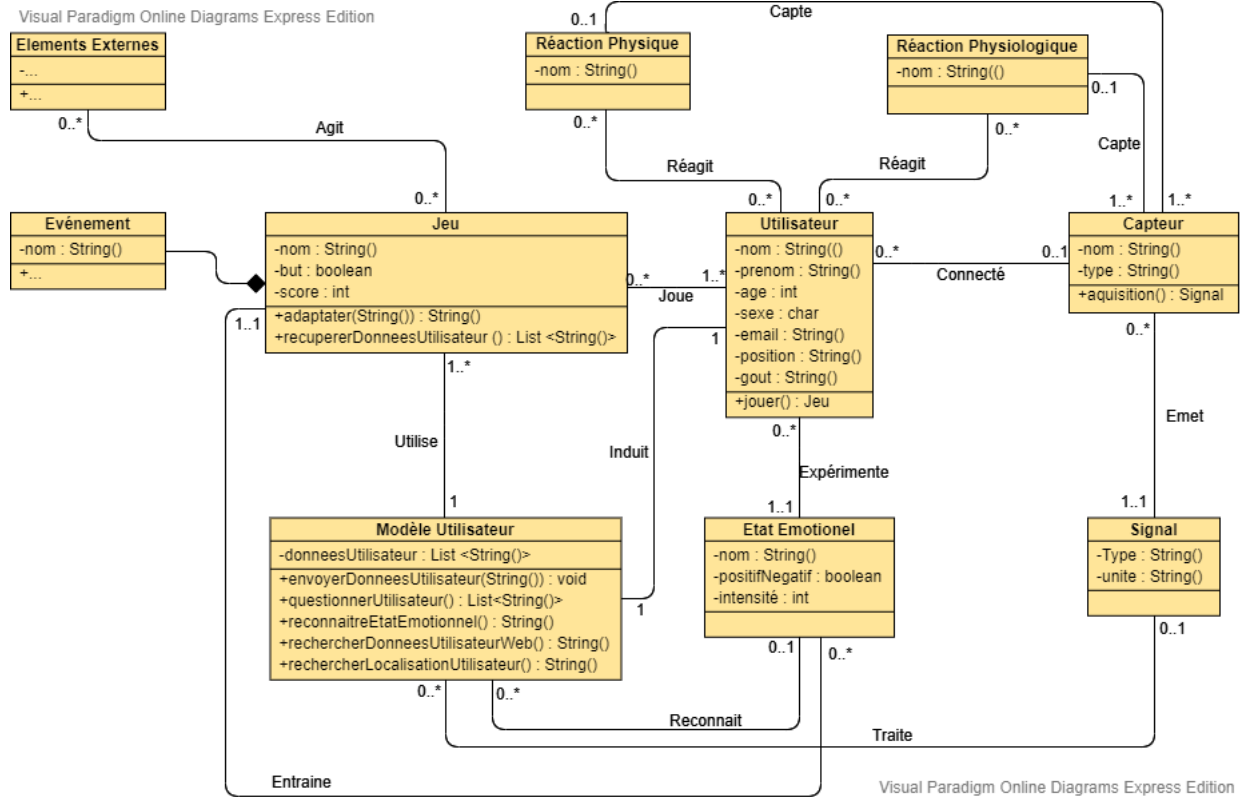 Visual Paradigm Online Diagrams Express Edition
Capte
0..1
Elements Externes
-...
+...
Réaction Physique
-nom : String()
Réaction Physiologique
-nom : String(()
0..1
0..*
0..*
0..*
Agit
Capte
Réagit
Réagit
0..*
0..*
0..*
1..*
1..*
Evénement
-nom : String()
+...
Jeu
-nom : String()
-but : boolean
-score : int
+adaptater(String()) : String()
+recupererDonneesUtilisateur () : List <String()>
0..*
1..*
Joue
Utilisateur
-nom : String(()
-prenom : String()
-age : int
-sexe : char
-email : String()
-position : String()
-gout : String()
+jouer() : Jeu
0..*
0..1
Connecté
Capteur
-nom : String()
-type : String()
+aquisition() : Signal
1..1
1
0..*
1..*
0..*
Utilise
Induit
Expérimente
Emet
1
1..1
1..1
Modèle Utilisateur
-donneesUtilisateur : List <String()>
+envoyerDonneesUtilisateur(String()) : void
+questionnerUtilisateur() : List<String()>
+reconnaitreEtatEmotionnel() : String()
+rechercherDonneesUtilisateurWeb() : String()
+rechercherLocalisationUtilisateur() : String()
1
Etat Emotionel
-nom : String()
-positifNegatif : boolean
-intensité : int
Signal
-Type : String()
-unite : String()
0..1
0..*
0..1
0..*
0..*
Reconnait
Traite
Entraine
Visual Paradigm Online Diagrams Express Edition